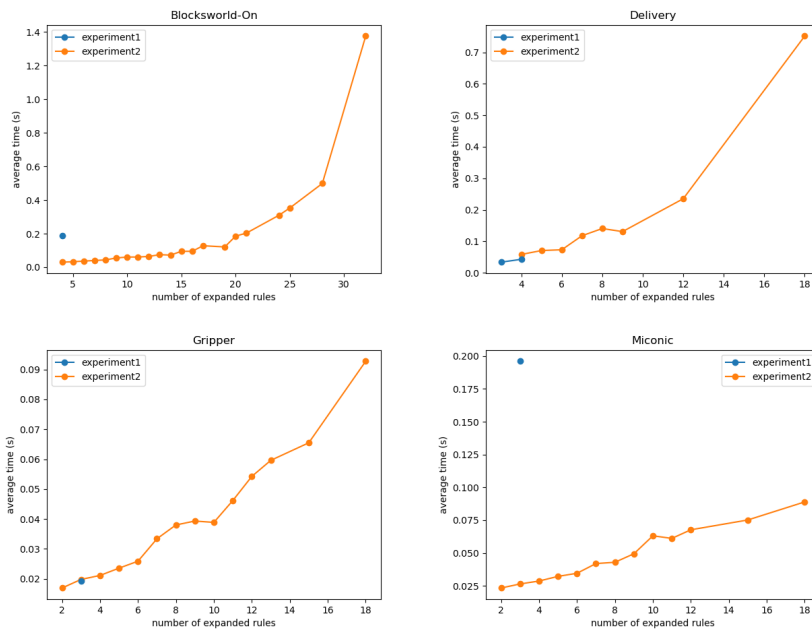 Blocksworld-On
experiment1
experiment2
1.4
1.2
1.0
0.8
0.6
0.4
0.2
0.0
average time (s)
5 10 15 20 25 30
number of expanded rules
Delivery
experiment1
experiment2
0.7
0.6
0.5
0.4
0.3
0.2
0.1
0.0
average time (s)
4 6 8 10 12 14 16 18
number of expanded rules
Gripper
experiment1
experiment2
0.09
0.08
0.07
0.06
0.05
0.04
0.03
0.02
average time (s)
2 4 6 8 10 12 14 16 18
number of expanded rules
Miconic
experiment1
experiment2
0.200
0.175
0.150
0.125
0.100
0.075
0.050
0.025
average time (s)
2 4 6 8 10 12 14 16 18
number of expanded rules